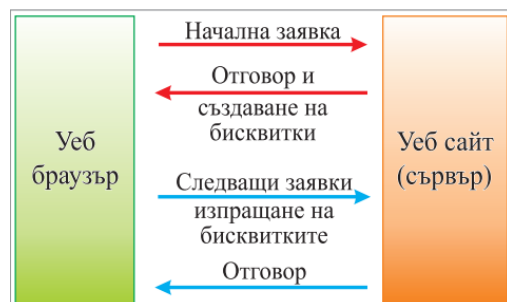 Начална заявка
Отговор и
създаване на
бисквитки
Уеб
браузър
Уеб сайт
(сървър)
Следващи заявки
изпращане на
бисквитките
Отговор